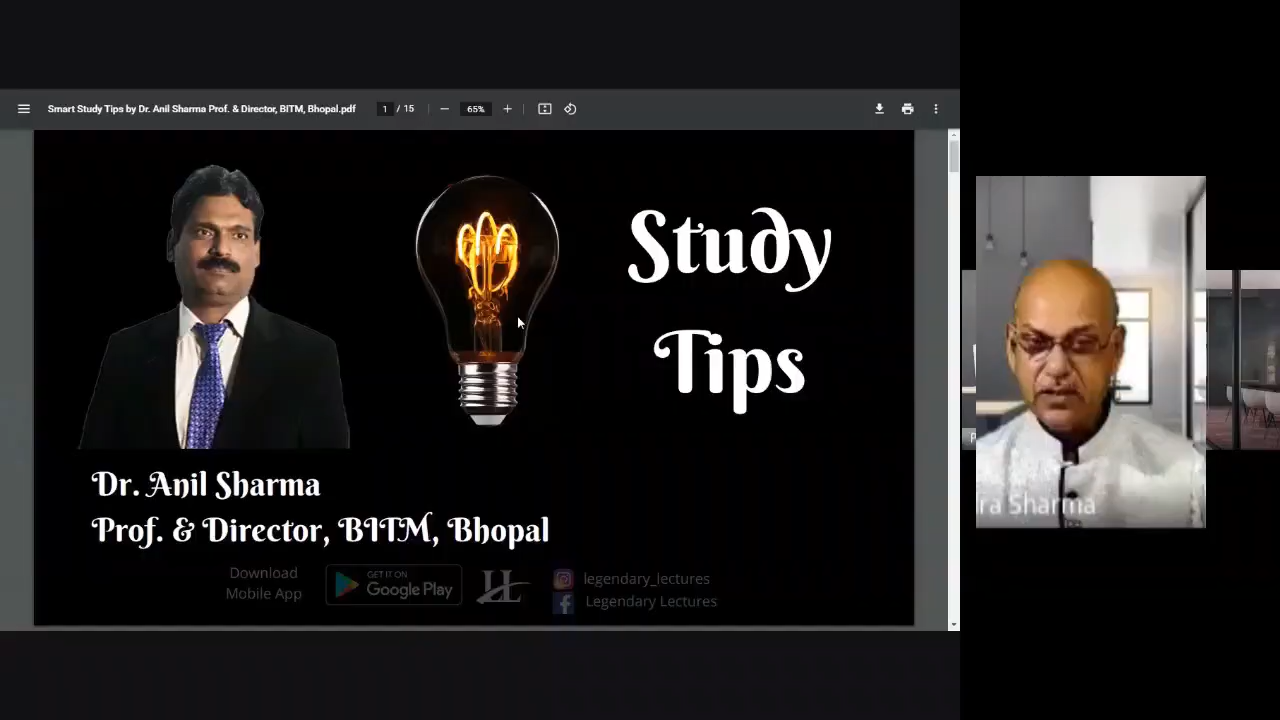 Smart Study Tips by Dr. Anil Sharma Prof. & Director, BITM, Bhopal.pdf
1 / 15
65%
Study
Tips
Dr. Anil Sharma
Prof. & Director, BITM, Bhopal
Download
Mobile App
GET IT ON
Google Play
LL
legendary_lectures
Legendary Lectures
ra Sharma